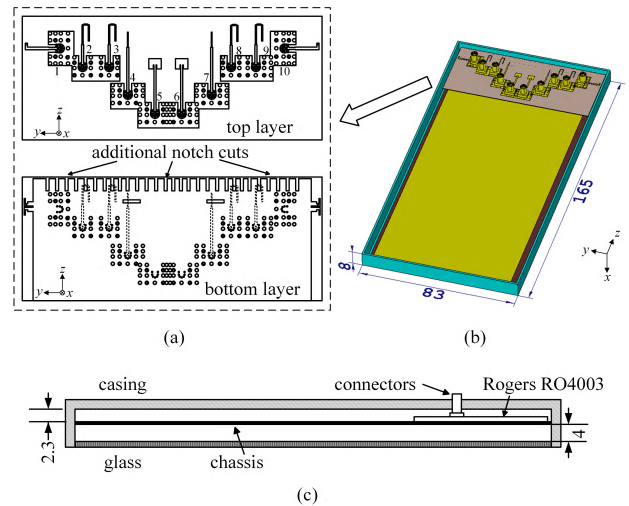 (a)
1 2 3 4 5 6 7 8 9 10
z
y x
top layer
additional notch cuts
z
y x
bottom layer
(a)
165
83
8
z
y
x
(b)
casing
connectors
Rogers RO4003
2.3
4
glass
chassis
(c)